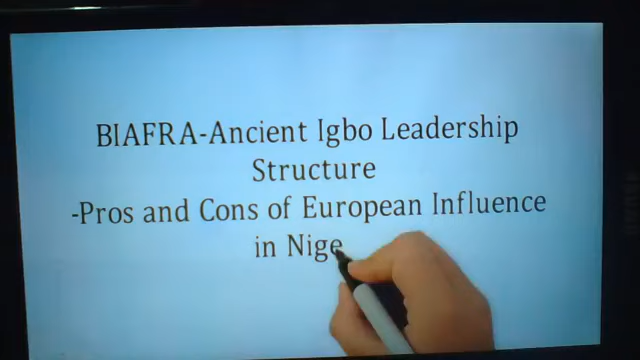 BIAFRA-Ancient Igbo Leadership
Structure
-Pros and Cons of European Influence
in Nige